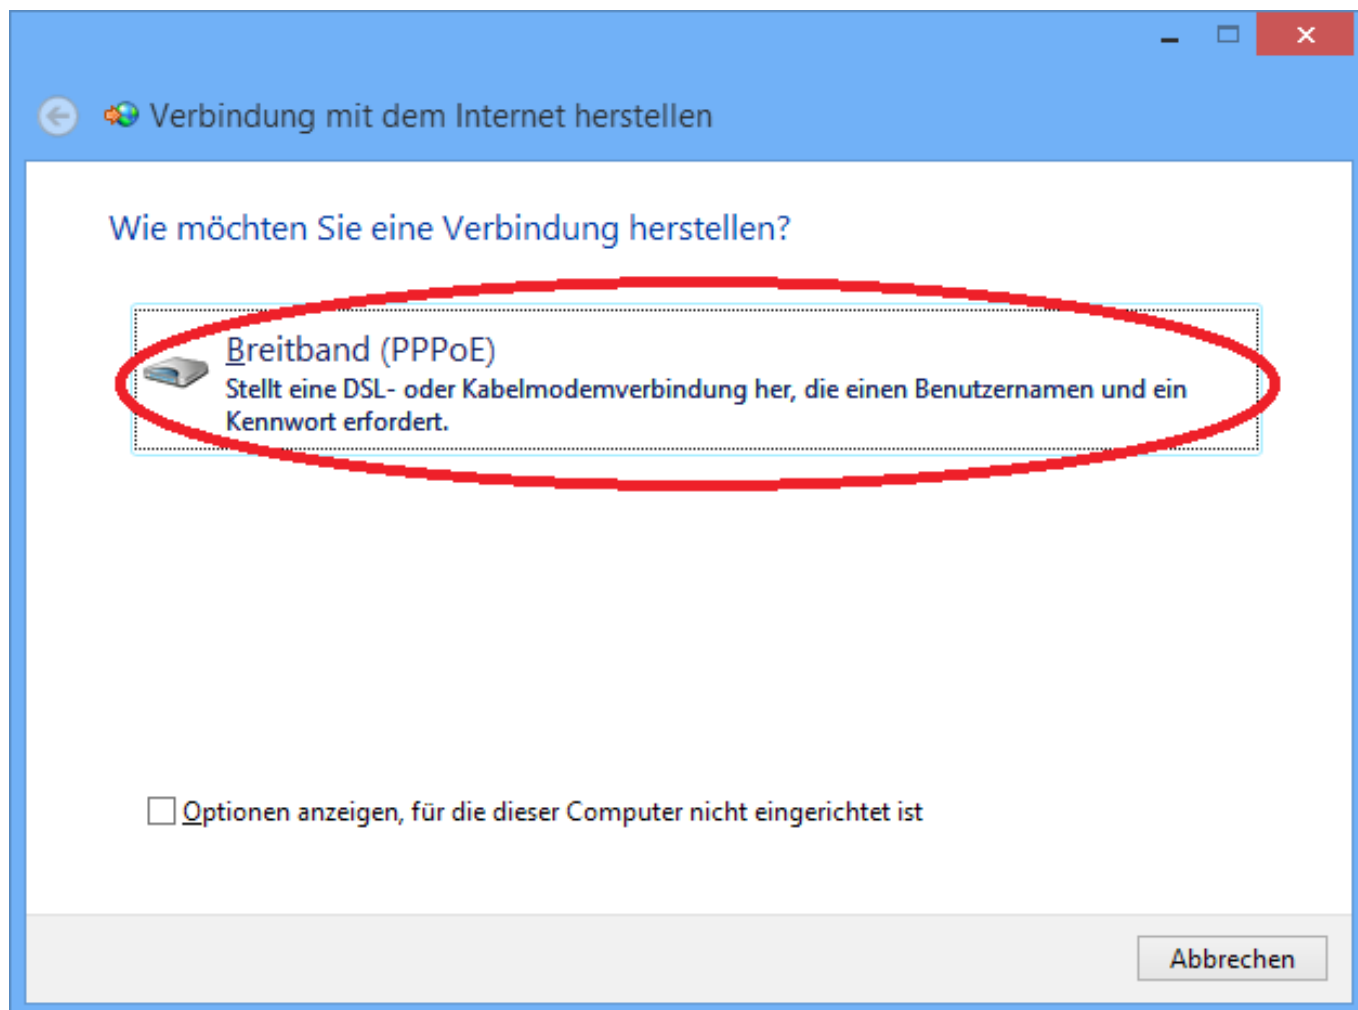 Verbindung mit dem Internet herstellen
Wie möchten Sie eine Verbindung herstellen?
Breitband (PPPoE)
Stellt eine DSL- oder Kabelmodemverbindung her, die einen Benutzernamen und ein
Kennwort erfordert.
Optionen anzeigen, für die dieser Computer nicht eingerichtet ist
Abbrechen